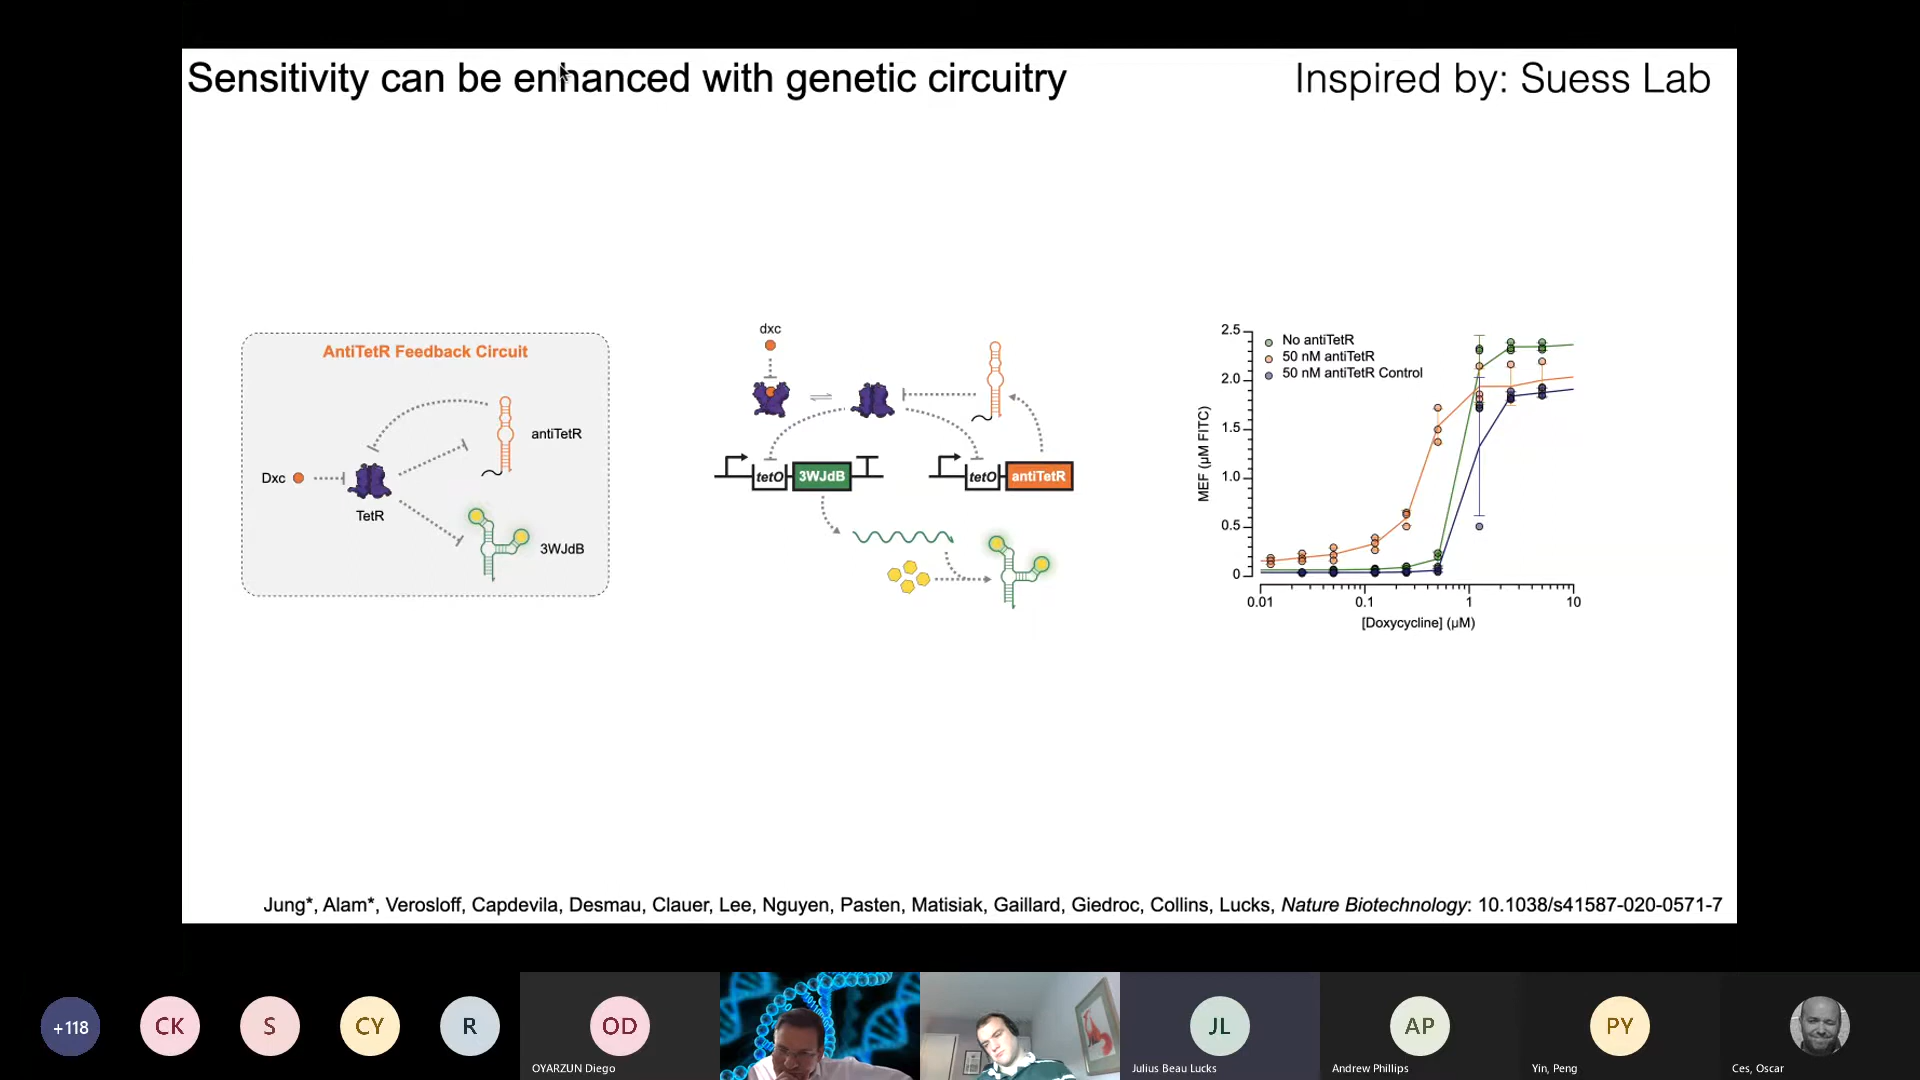 Sensitivity can be enhanced with genetic circuitry
Inspired by: Suess Lab
AntiTetR Feedback Circuit
antiTetR
Dxc
TetR
3WJdB
dxc
tetO
3WJdB
tetO
antiTetR
2.5
2.0
1.5
1.0
0.5
0
MEF (µM FITC)
No antiTetR
50 nM antiTetR
50 nM antiTetR Control
0.01
0.1
1
10
[Doxycycline] (µM)
Jung*, Alam*, Verosloff, Capdevila, Desmau, Clauer, Lee, Nguyen, Pasten, Matisiak, Gaillard, Giedroc, Collins, Lucks, Nature Biotechnology: 10.1038/s41587-020-0571-7
+118
CK
S
CY
R
OD
OYARZUN Diego
JL
Julius Beau Lucks
AP
Andrew Phillips
PY
Yin, Peng
Ces, Oscar